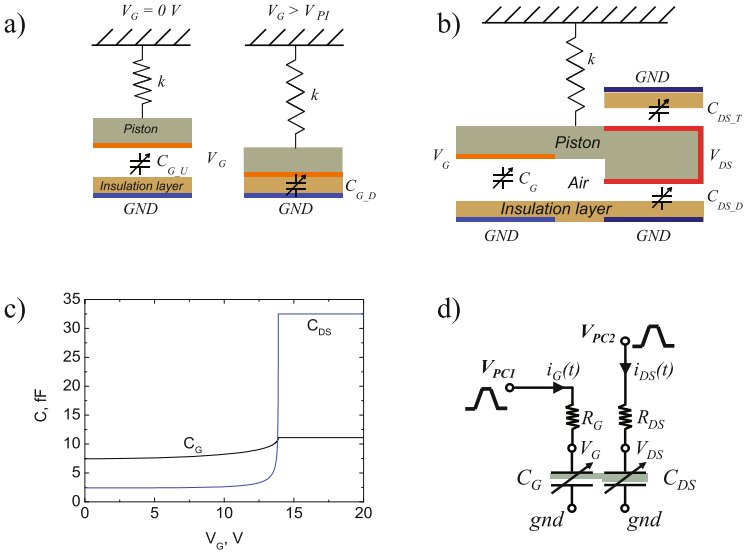 a)
V_G = 0 V
V_G > V_PI
k
k
Piston
C_G_U
V_G
Insulation layer
C_G_D
GND
GND
b)
k
GND
C_DS_T
Piston
V_G
V_DS
C_G
Air
C_DS_D
Insulation layer
GND
GND
c)
35
30
25
20
15
10
5
0
C, fF
C_DS
C_G
0
5
10
15
20
V_G, V
d)
V_PC2
V_PC1
i_G(t)
i_DS(t)
R_G
R_DS
V_G
V_DS
C_G
C_DS
gnd
gnd